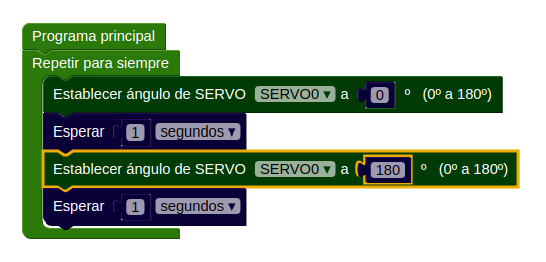 Programa principal
Repetir para siempre
Establecer ángulo de SERVO SERVO0 ▾ a 0 º (0º a 180º)
Esperar 1 segundos ▾
Establecer ángulo de SERVO SERVO0 ▾ a 180 º (0º a 180º)
Esperar 1 segundos ▾